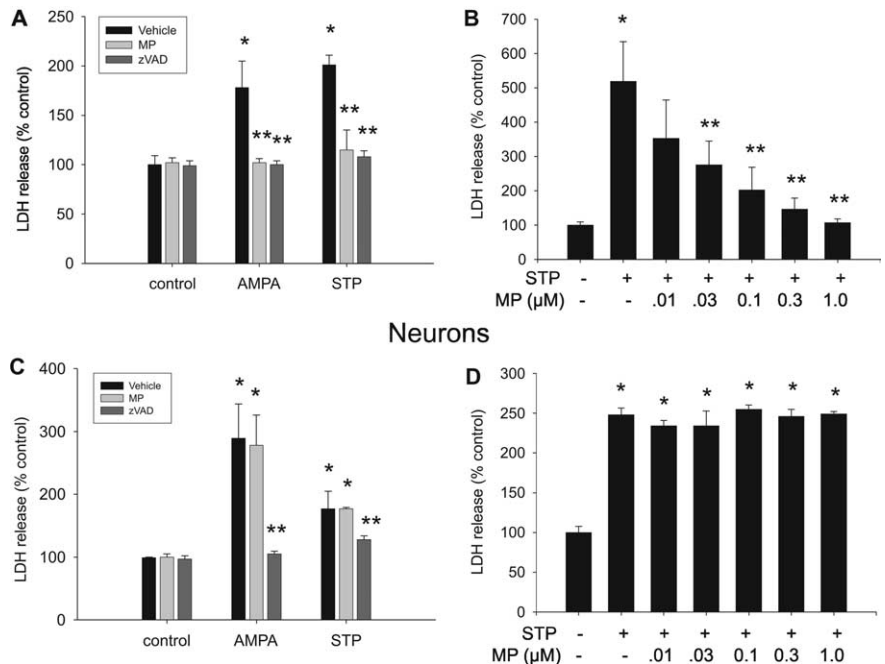 A
LDH release (% control)
250
200
150
100
50
0
Vehicle
MP
zVAD
*
** **
*
**
**
control AMPA STP
B
LDH release (% control)
700
600
500
400
300
200
100
0
*
**
**
**
**
STP - + + + + + +
MP (µM) - - .01 .03 0.1 0.3 1.0
Neurons
C
LDH release (% control)
400
300
200
100
0
Vehicle
MP
zVAD
* *
**
* *
**
control AMPA STP
D
LDH release (% control)
300
250
200
150
100
50
0
* * * * * *
STP - + + + + + +
MP (µM) - - .01 .03 0.1 0.3 1.0